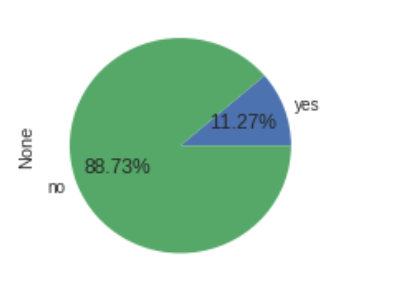 yes
11.27%
None
88.73%
no